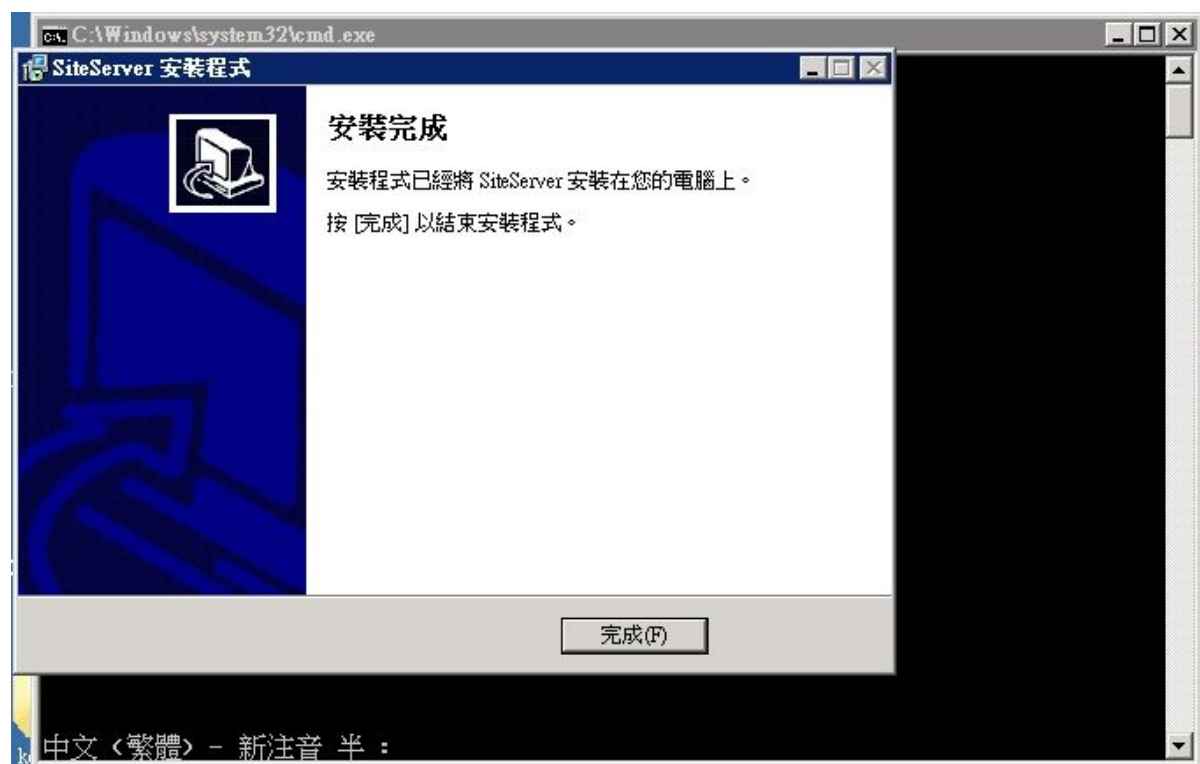 C:\Windows\system32\cmd.exe
SiteServer 安裝程式
安裝完成
安裝程式已經將 SiteServer 安裝在您的電腦上。
按 [完成] 以結束安裝程式。
完成(F)
中文 (繁體) - 新注音 半 :